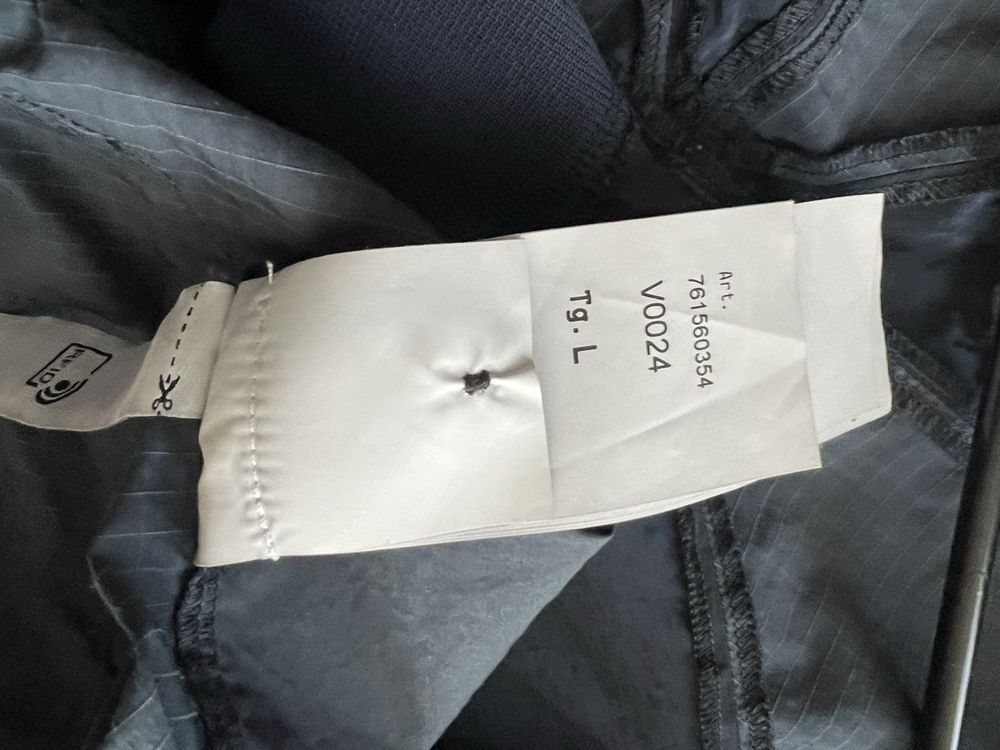 Art.
761560354
V0024
Tg. L
RFID